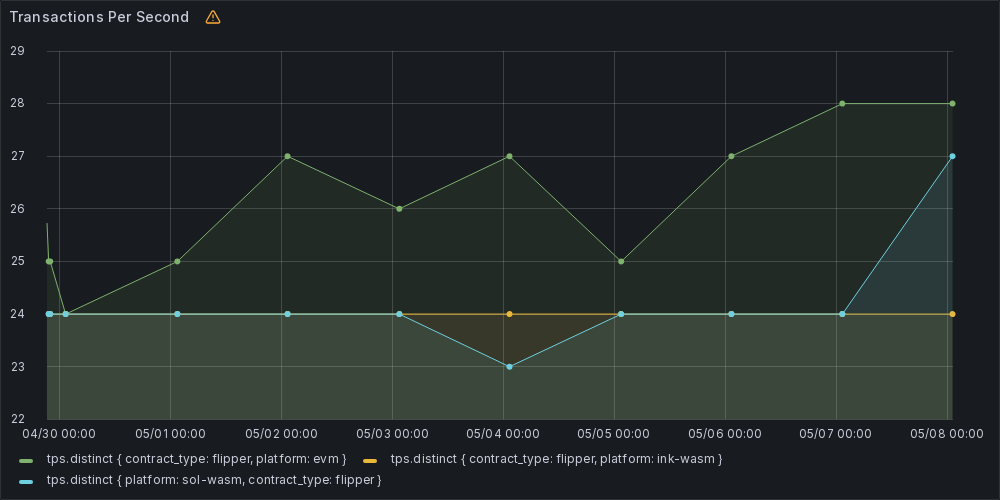 Transactions Per Second
29
28
27
26
25
24
23
22
04/30 00:00 05/01 00:00 05/02 00:00 05/03 00:00 05/04 00:00 05/05 00:00 05/06 00:00 05/07 00:00 05/08 00:00
tps.distinct { contract_type: flipper, platform: evm } tps.distinct { contract_type: flipper, platform: ink-wasm }
tps.distinct { platform: sol-wasm, contract_type: flipper }